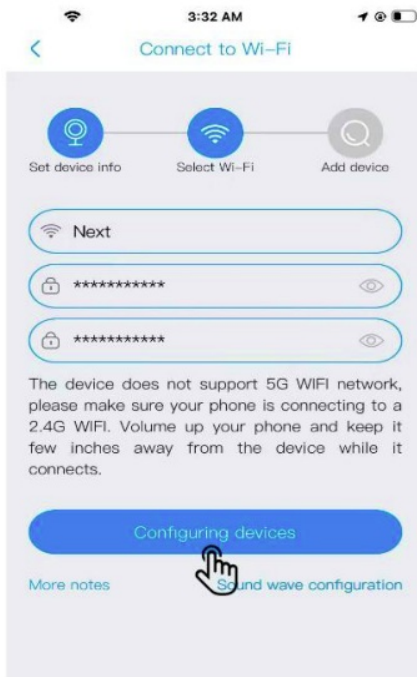 3:32 AM
Connect to Wi-Fi
Set device info Select Wi-Fi Add device
Next
***********
***********
The device does not support 5G WIFI network,
please make sure your phone is connecting to a
2.4G WIFI. Volume up your phone and keep it
few inches away from the device while it
connects.
Configuring devices
More notes Sound wave configuration